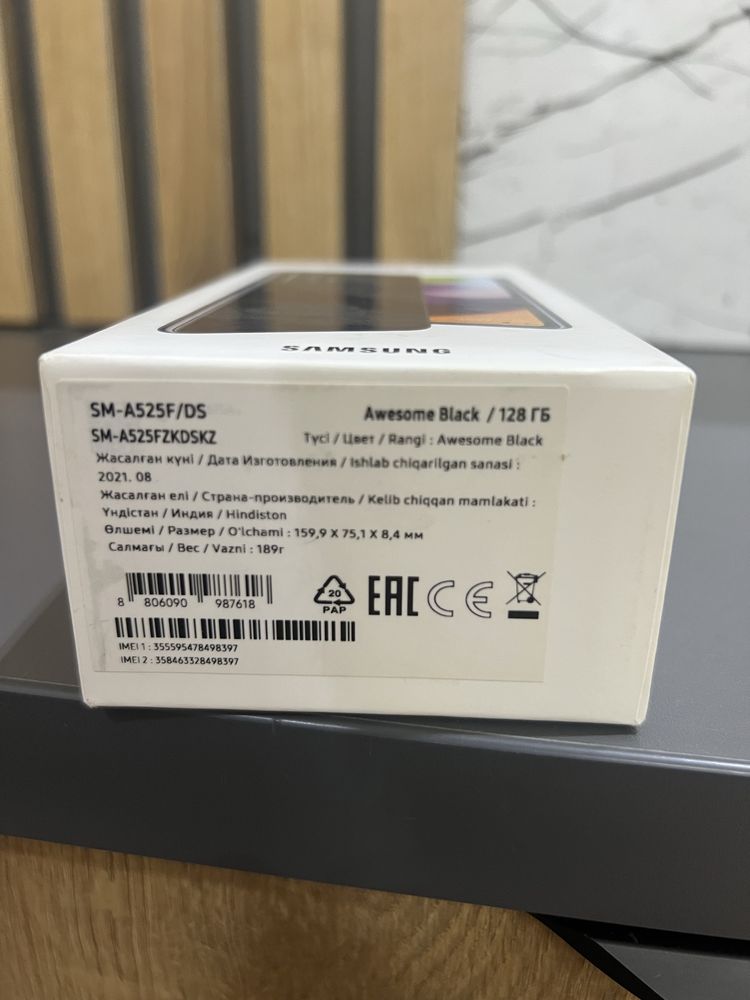 SAMSUNG
SM-A525F/DS
Awesome Black / 128 ГБ
SM-A525FZKDSKZ
Түсі / Цвет / Rangi : Awesome Black
Жасалған күні / Дата Изготовления / Ishlab chiqarilgan sanasi :
2021. 08
Жасалған елі / Страна-производитель / Kelib chiqqan mamlakati :
Үндістан / Индия / Hindiston
Өлшемі / Размер / O'lchami : 159,9 X 75,1 X 8,4 мм
Салмағы / Вес / Vazni : 189г
8 806090 987618
20
PAP
EAC
CE
IMEI 1 : 355595478498397
IMEI 2 : 358463328498397